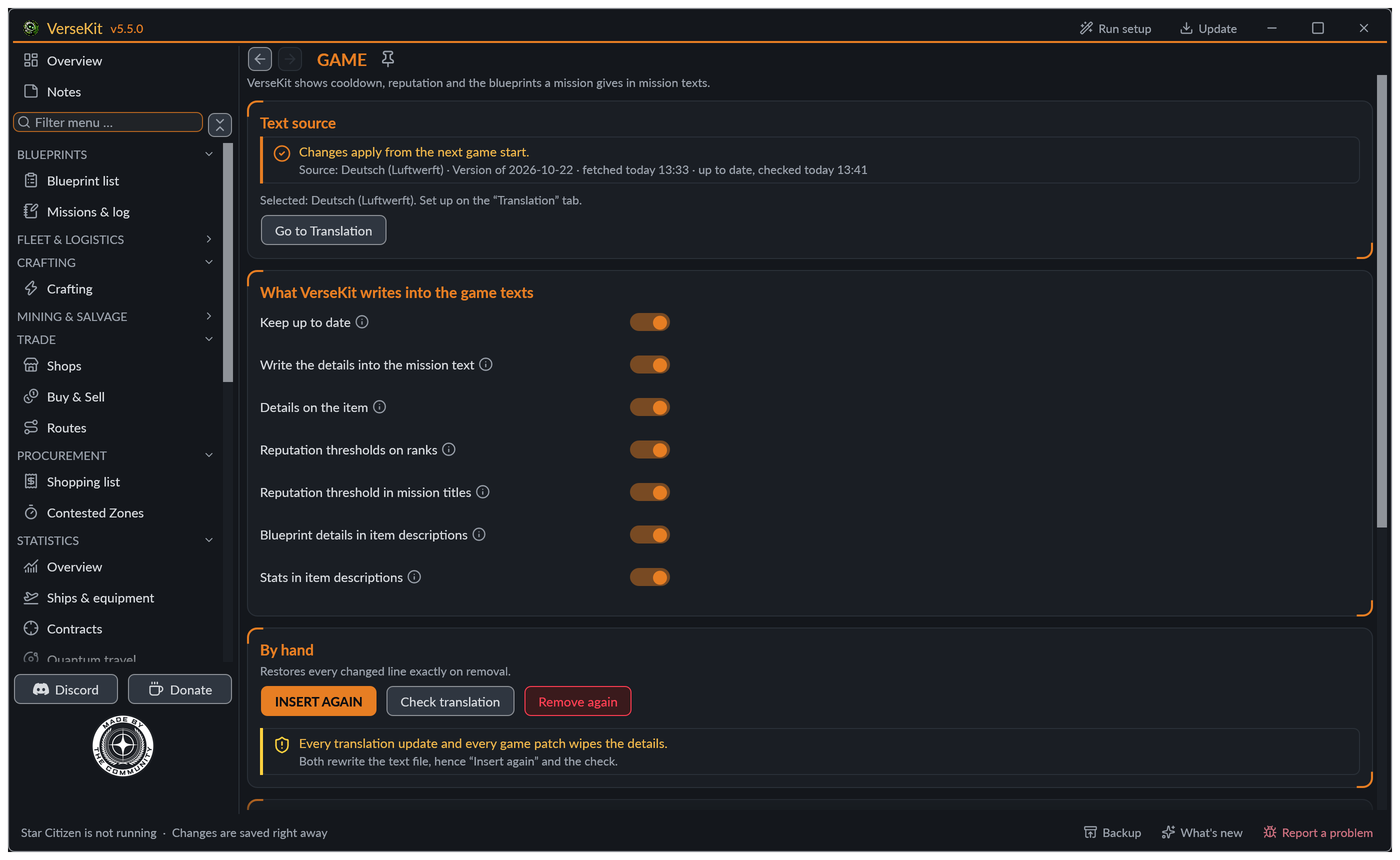 VerseKit v5.5.0
Run setup
Update
Overview
Notes
Filter menu ...
BLUEPRINTS
Blueprint list
Missions & log
FLEET & LOGISTICS
CRAFTING
Crafting
MINING & SALVAGE
TRADE
Shops
Buy & Sell
Routes
PROCUREMENT
Shopping list
Contested Zones
STATISTICS
Overview
Ships & equipment
Contracts
Quantum travel
Discord
Donate
MADE BY
THE COMMUNITY
GAME
VerseKit shows cooldown, reputation and the blueprints a mission gives in mission texts.
Text source
Changes apply from the next game start.
Source: Deutsch (Luftwerft) · Version of 2026-10-22 · fetched today 13:33 · up to date, checked today 13:41
Selected: Deutsch (Luftwerft). Set up on the “Translation” tab.
Go to Translation
What VerseKit writes into the game texts
Keep up to date
Write the details into the mission text
Details on the item
Reputation thresholds on ranks
Reputation threshold in mission titles
Blueprint details in item descriptions
Stats in item descriptions
By hand
Restores every changed line exactly on removal.
INSERT AGAIN
Check translation
Remove again
Every translation update and every game patch wipes the details.
Both rewrite the text file, hence “Insert again” and the check.
Star Citizen is not running · Changes are saved right away
Backup
What's new
Report a problem